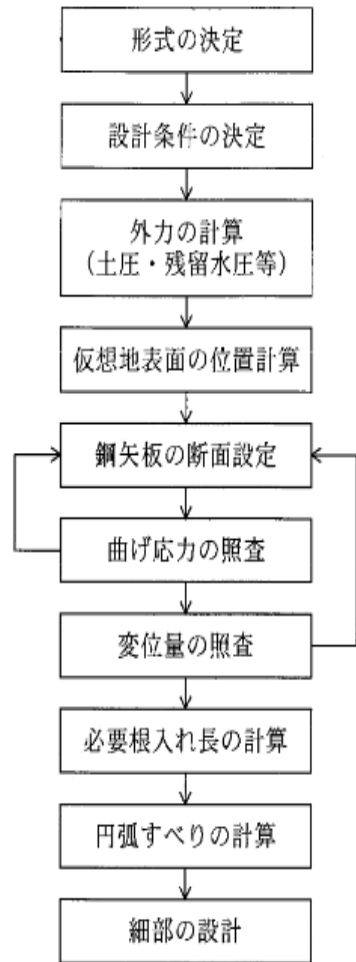 形式の決定
設計条件の決定
外力の計算
（土圧・残留水圧等）
仮想地表面の位置計算
鋼矢板の断面設定
曲げ応力の照査
変位量の照査
必要根入れ長の計算
円弧すべりの計算
細部の設計